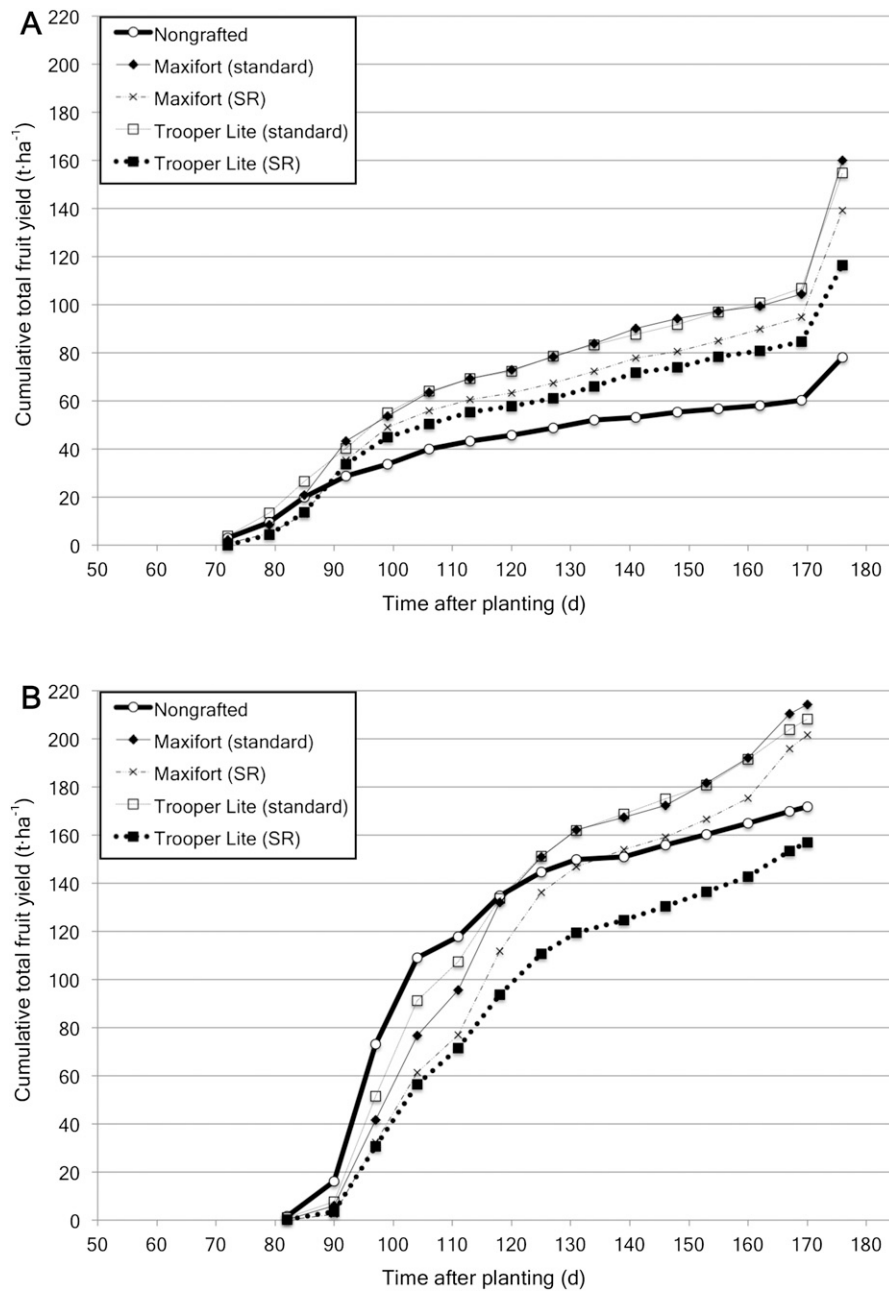 A
220
200
180
160
140
120
100
80
60
40
20
0
Cumulative total fruit yield (t·ha⁻¹)
Nongrafted
Maxifort (standard)
Maxifort (SR)
Trooper Lite (standard)
Trooper Lite (SR)
50 60 70 80 90 100 110 120 130 140 150 160 170 180
Time after planting (d)
B
220
200
180
160
140
120
100
80
60
40
20
0
Cumulative total fruit yield (t·ha⁻¹)
Nongrafted
Maxifort (standard)
Maxifort (SR)
Trooper Lite (standard)
Trooper Lite (SR)
50 60 70 80 90 100 110 120 130 140 150 160 170 180
Time after planting (d)